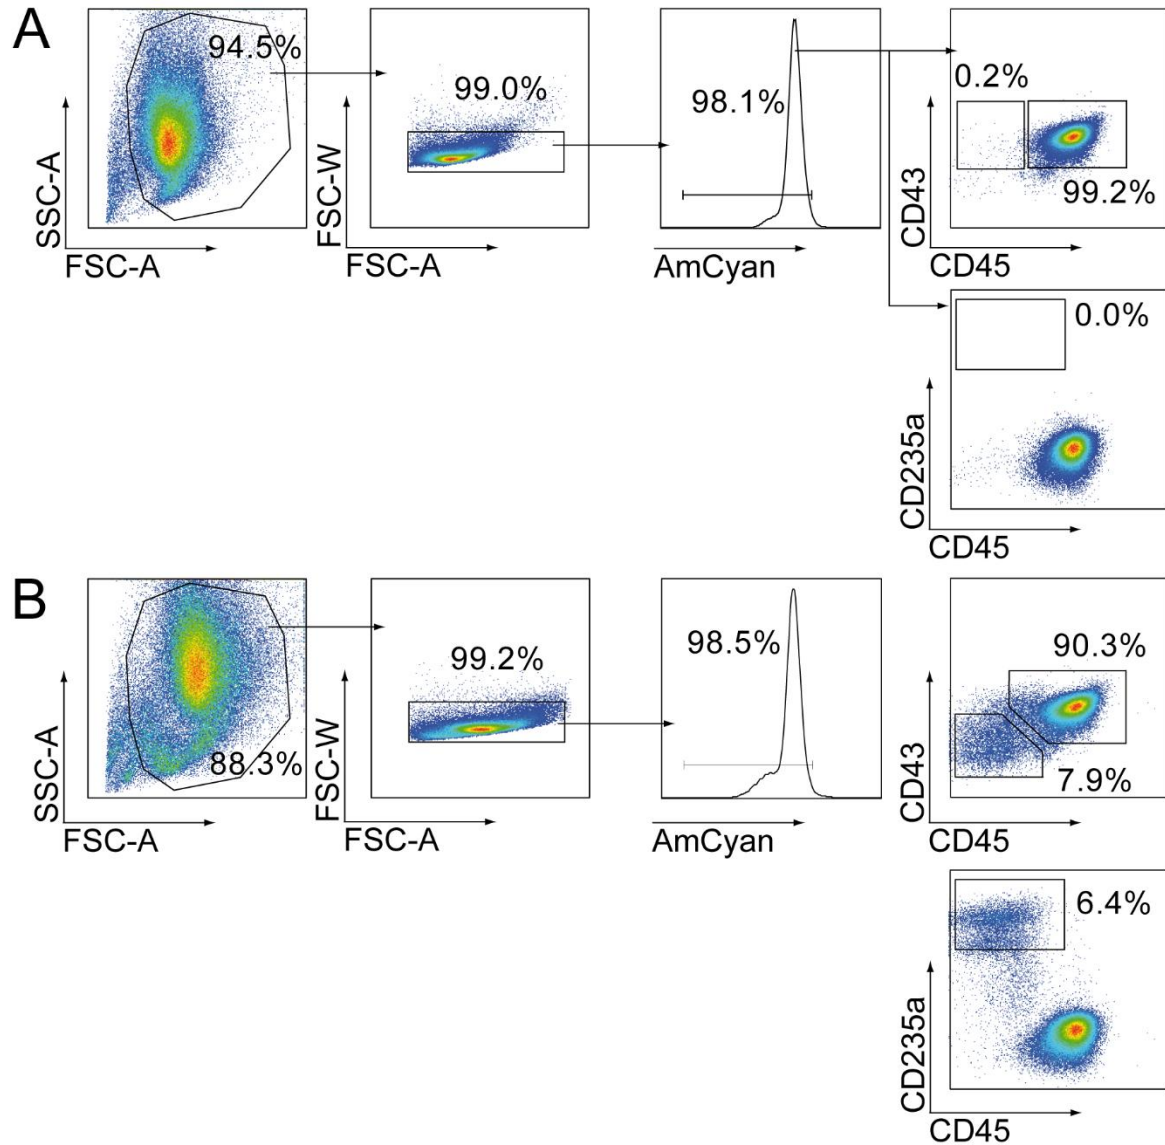 A
94.5%
SSC-A
FSC-A
99.0%
FSC-W
FSC-A
98.1%
AmCyan
0.2%
99.2%
CD43
CD45
0.0%
CD235a
CD45
B
88.3%
SSC-A
FSC-A
99.2%
FSC-W
FSC-A
98.5%
AmCyan
90.3%
7.9%
CD43
CD45
6.4%
CD235a
CD45